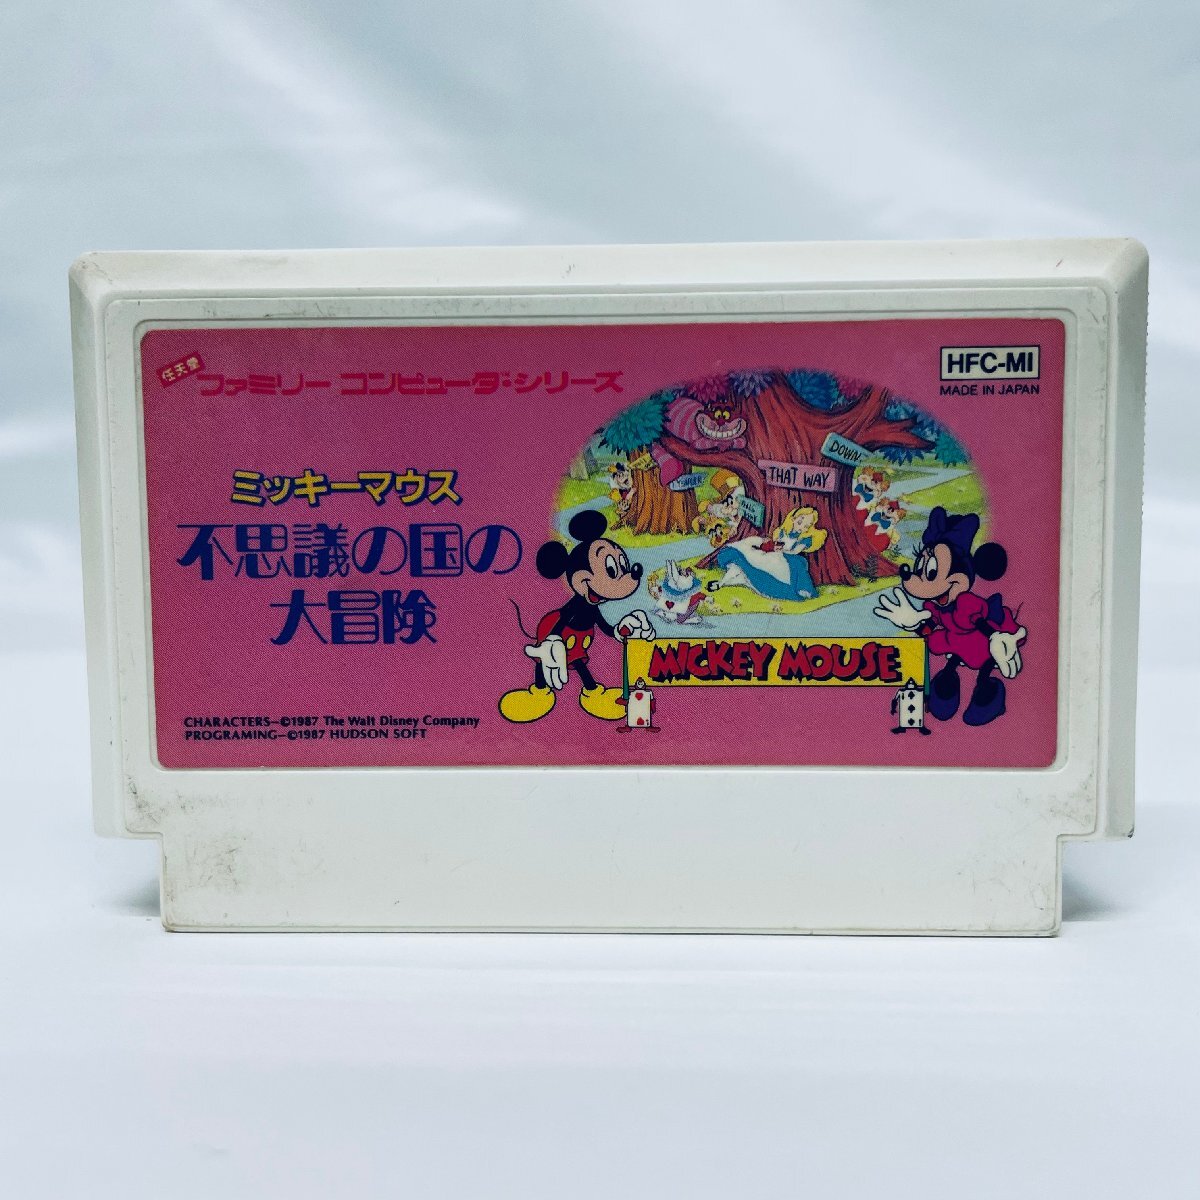 任天堂
ファミリー コンピュータ・シリーズ
HFC-MI
MADE IN JAPAN
ミッキーマウス
不思議の国の
大冒険
DOWN
THAT WAY
MICKEY MOUSE
CHARACTERS-©1987 The Walt Disney Company
PROGRAMING-©1987 HUDSON SOFT